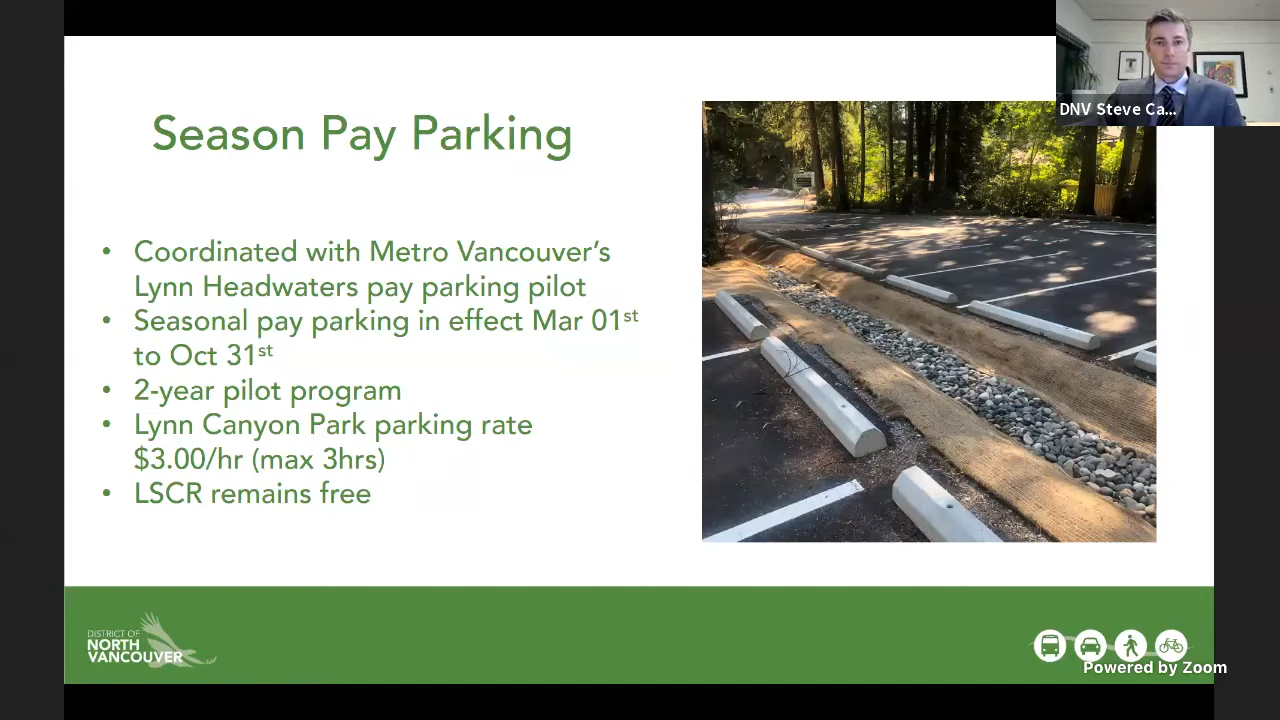 DNV Steve Ca...
Season Pay Parking
• Coordinated with Metro Vancouver's
Lynn Headwaters pay parking pilot
• Seasonal pay parking in effect Mar 01st
to Oct 31st
• 2-year pilot program
• Lynn Canyon Park parking rate
$3.00/hr (max 3hrs)
• LSCR remains free
DISTRICT OF
NORTH
VANCOUVER
Powered by Zoom